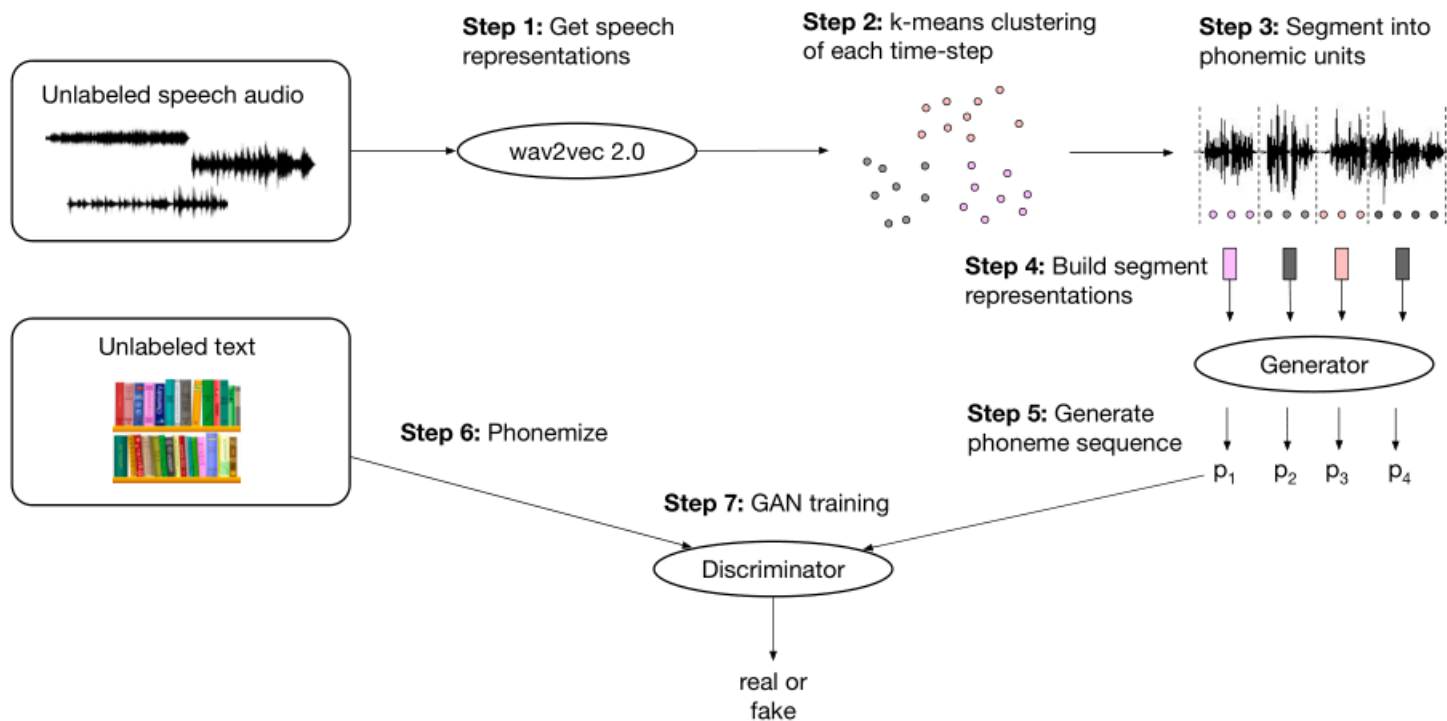 Step 1: Get speech
representations
Step 2: k-means clustering
of each time-step
Step 3: Segment into
phonemic units
Unlabeled speech audio
wav2vec 2.0
Step 4: Build segment
representations
Unlabeled text
Generator
Step 5: Generate
phoneme sequence
Step 6: Phonemize
p₁ p₂ p₃ p₄
Step 7: GAN training
Discriminator
real or
fake